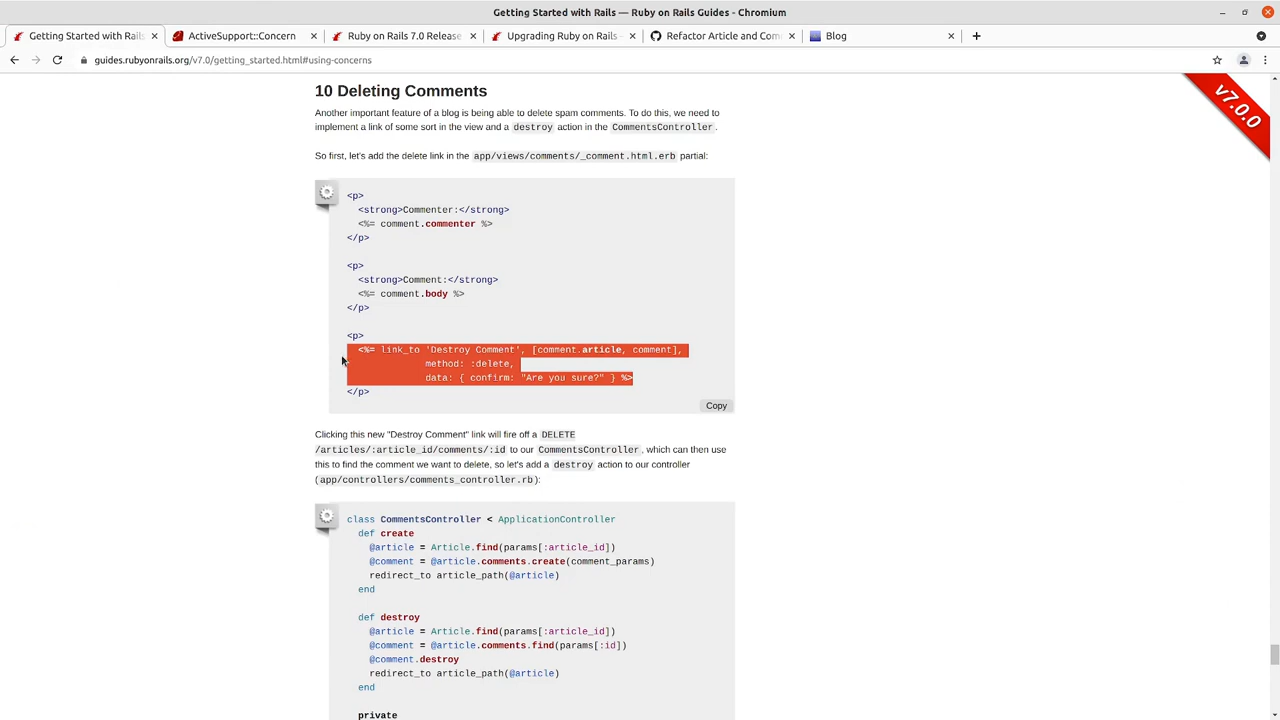 Getting Started with Rails — Ruby on Rails Guides - Chromium
Getting Started with Rails
ActiveSupport::Concern
Ruby on Rails 7.0 Release
Upgrading Ruby on Rails –
Refactor Article and Com
Blog
guides.rubyonrails.org/v7.0/getting_started.html#using-concerns
v7.0.0
10 Deleting Comments
Another important feature of a blog is being able to delete spam comments. To do this, we need to
implement a link of some sort in the view and a destroy action in the CommentsController.
So first, let's add the delete link in the app/views/comments/_comment.html.erb partial:
<p>
  <strong>Commenter:</strong>
  <%= comment.commenter %>
</p>
<p>
  <strong>Comment:</strong>
  <%= comment.body %>
</p>
<p>
  <%= link_to 'Destroy Comment', [comment.article, comment],
              method: :delete,
              data: { confirm: "Are you sure?" } %>
</p>
Copy
Clicking this new "Destroy Comment" link will fire off a DELETE
/articles/:article_id/comments/:id to our CommentsController, which can then use
this to find the comment we want to delete, so let's add a destroy action to our controller
(app/controllers/comments_controller.rb):
class CommentsController < ApplicationController
  def create
    @article = Article.find(params[:article_id])
    @comment = @article.comments.create(comment_params)
    redirect_to article_path(@article)
  end
  def destroy
    @article = Article.find(params[:article_id])
    @comment = @article.comments.find(params[:id])
    @comment.destroy
    redirect_to article_path(@article)
  end
  private